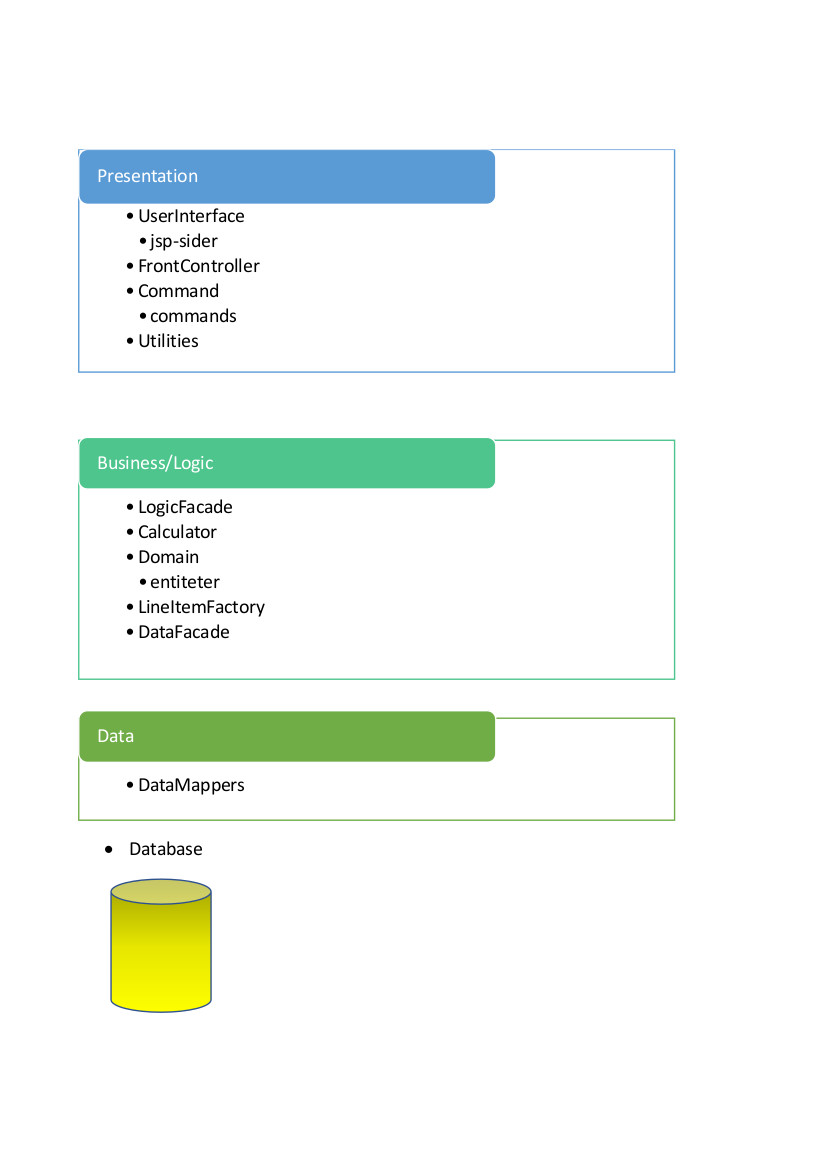 Presentation
• UserInterface
• jsp-sider
• FrontController
• Command
• commands
• Utilities
Business/Logic
• LogicFacade
• Calculator
• Domain
• entiteter
• LineItemFactory
• DataFacade
Data
• DataMappers
• Database